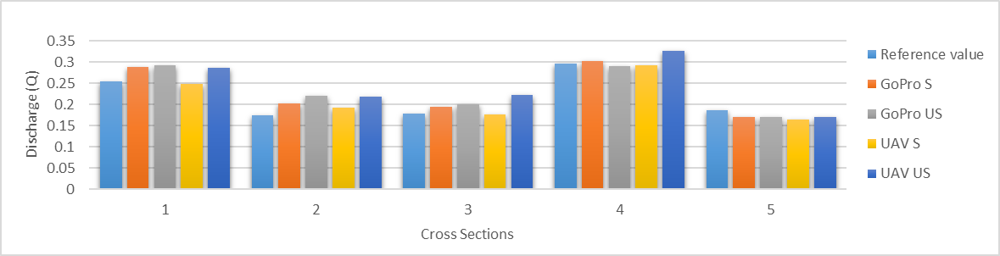 0.35
0.3
0.25
0.2
0.15
0.1
0.05
0
Discharge (Q)
1 2 3 4 5
Cross Sections
Reference value
GoPro S
GoPro US
UAV S
UAV US